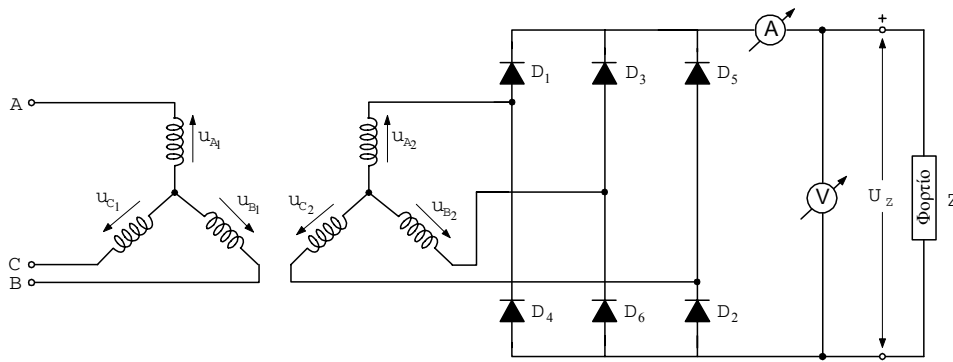 A
C
B
u_A1
u_C1
u_B1
u_A2
u_C2
u_B2
D1
D3
D5
D4
D6
D2
A
V
+
U_Z
Φορτίο
Z